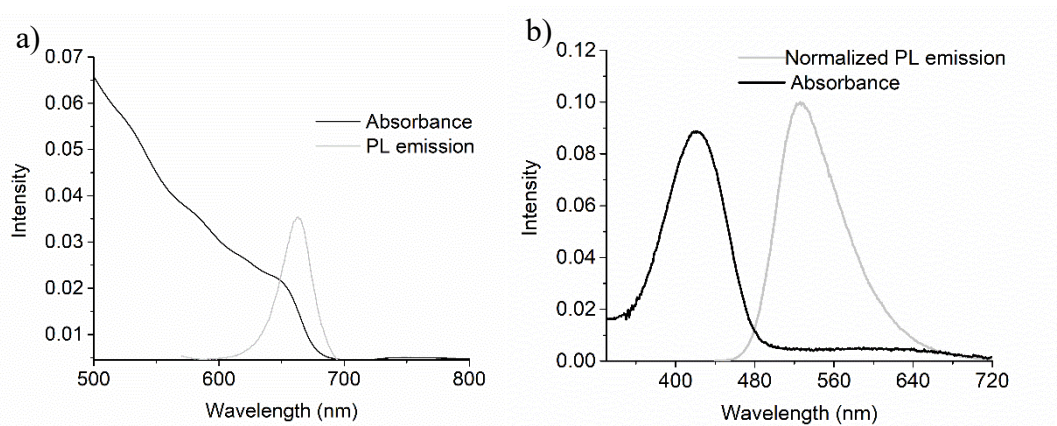 a)
0.07
0.06
0.05
0.04
0.03
0.02
0.01
Intensity
Absorbance
PL emission
500 600 700 800
Wavelength (nm)
b)
0.12
0.10
0.08
0.06
0.04
0.02
0.00
Intensity
Normalized PL emission
Absorbance
400 480 560 640 720
Wavelength (nm)